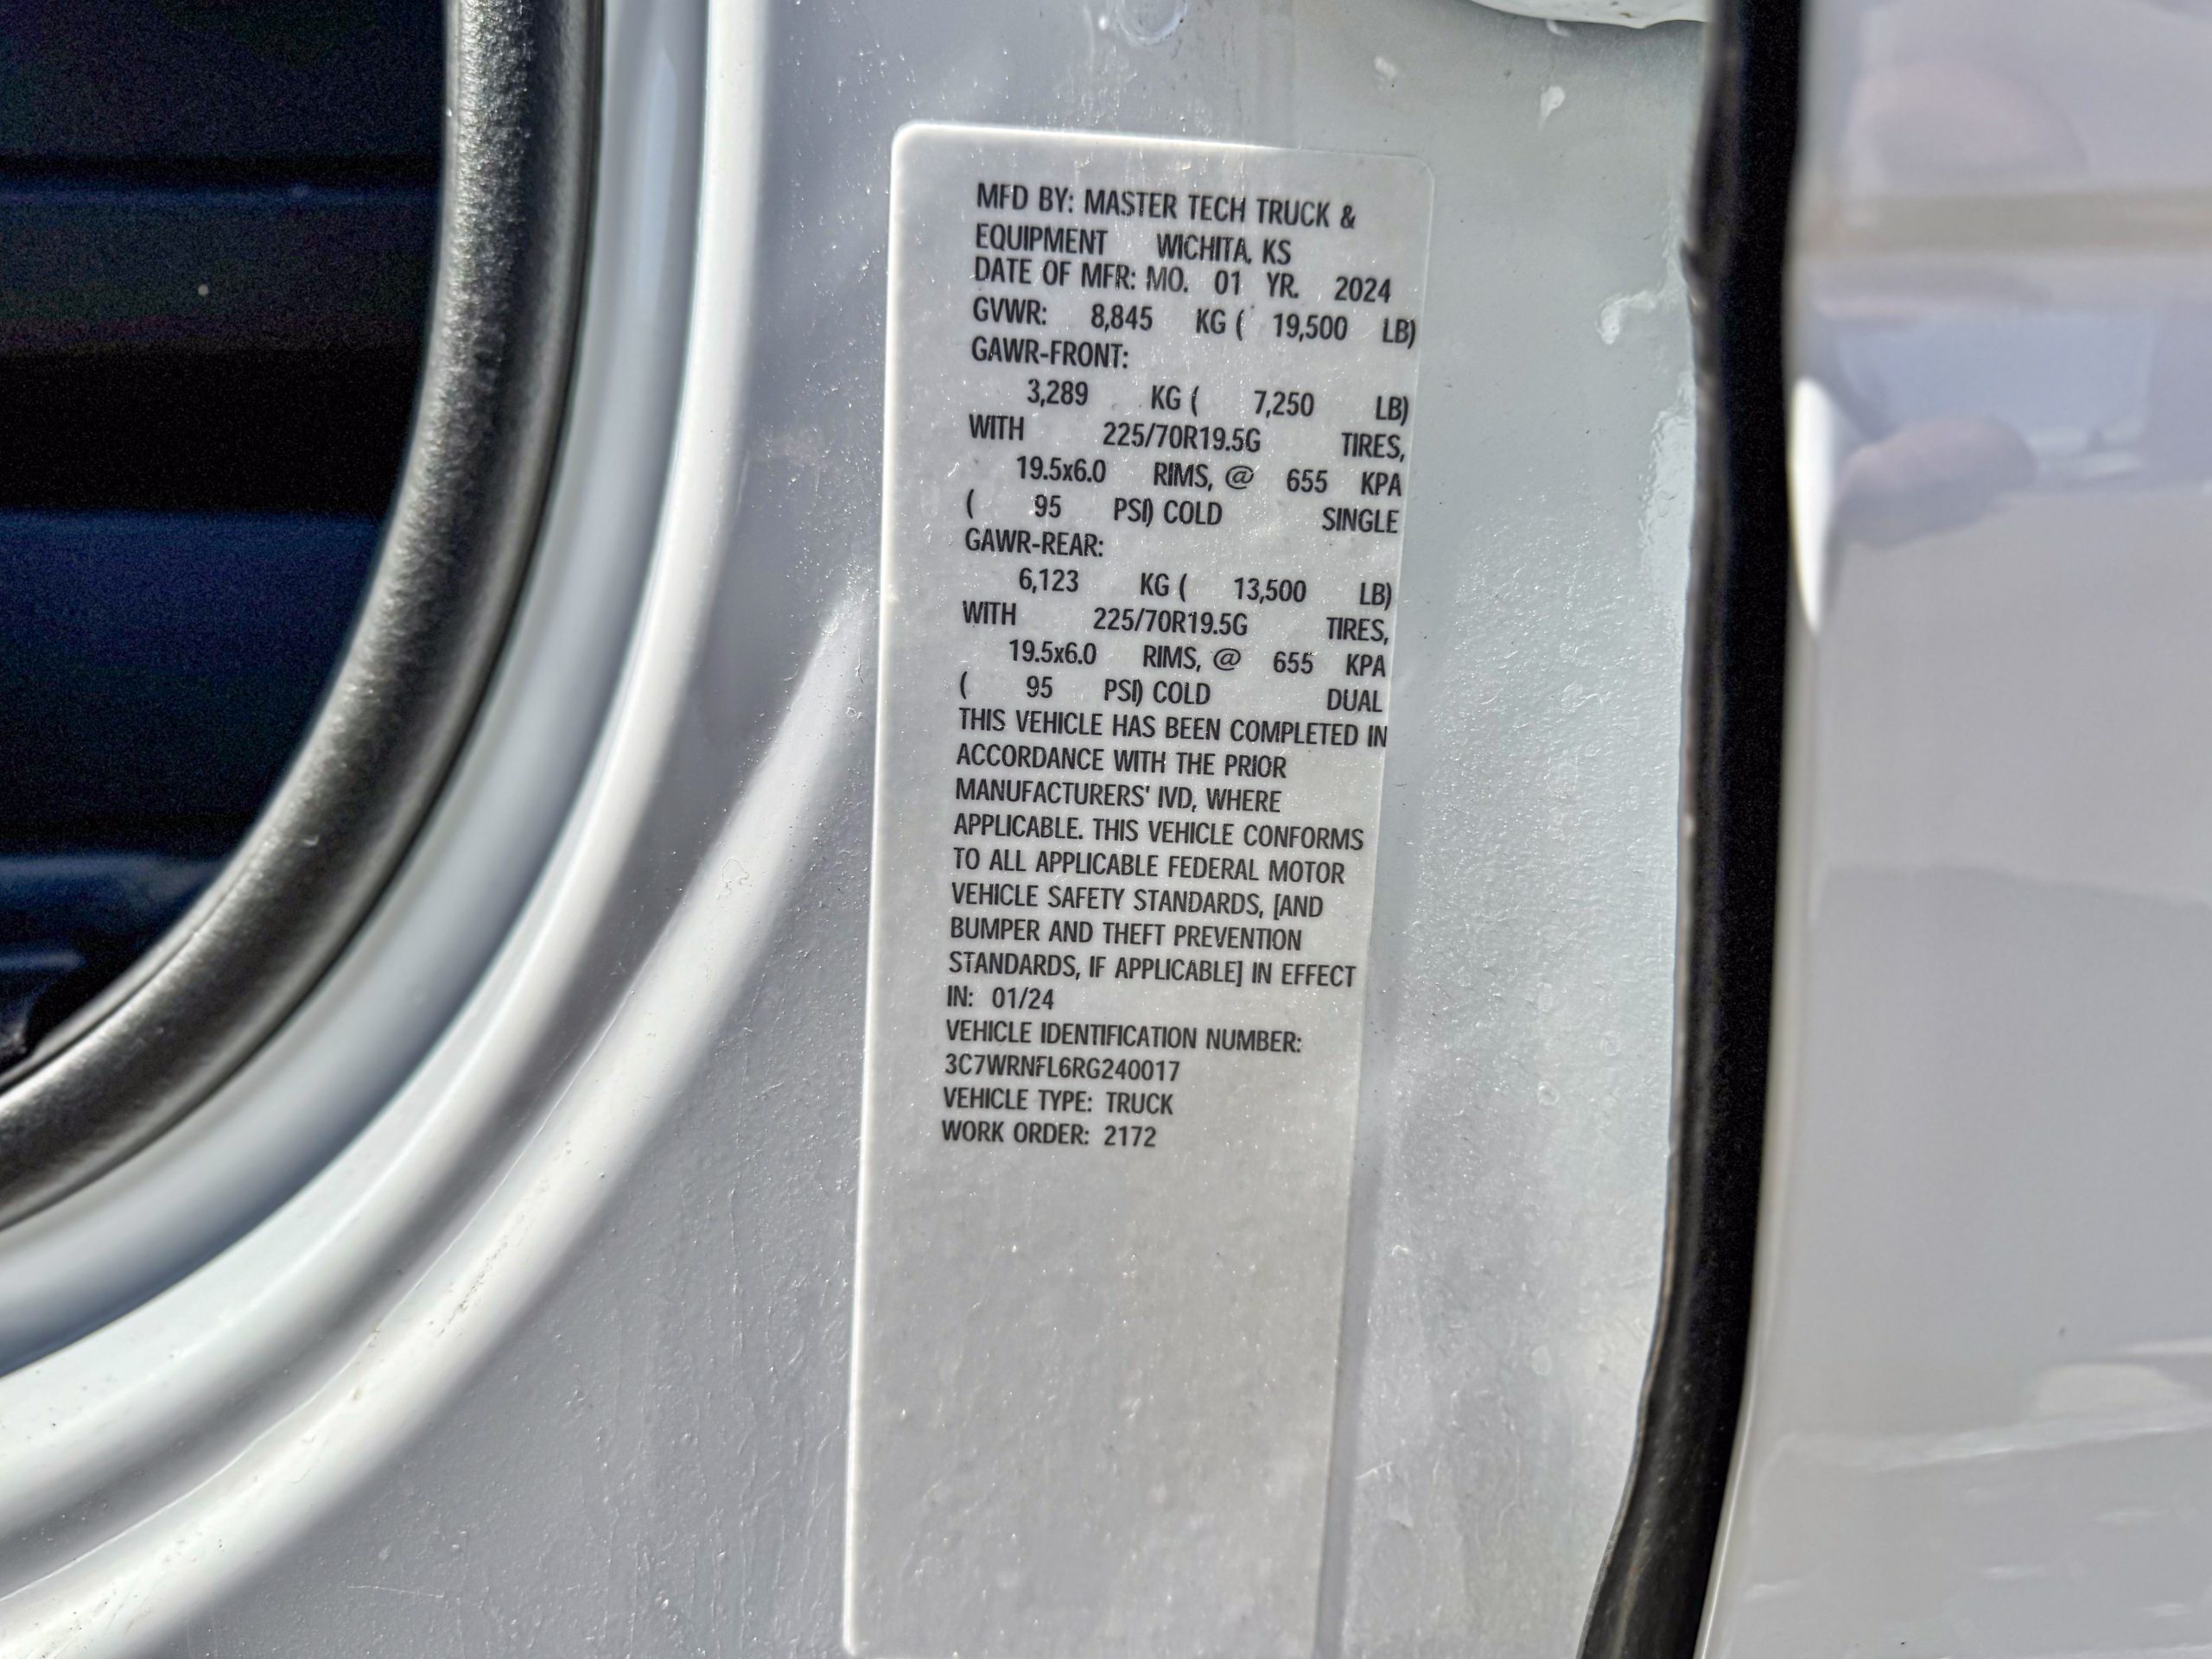 MFD BY: MASTER TECH TRUCK &
EQUIPMENT WICHITA, KS
DATE OF MFR: MO. 01 YR. 2024
GVWR: 8,845 KG ( 19,500 LB)
GAWR-FRONT:
3,289 KG ( 7,250 LB)
WITH 225/70R19.5G TIRES,
19.5x6.0 RIMS, @ 655 KPA
( 95 PSI) COLD SINGLE
GAWR-REAR:
6,123 KG ( 13,500 LB)
WITH 225/70R19.5G TIRES,
19.5x6.0 RIMS, @ 655 KPA
( 95 PSI) COLD DUAL
THIS VEHICLE HAS BEEN COMPLETED IN
ACCORDANCE WITH THE PRIOR
MANUFACTURERS' IVD, WHERE
APPLICABLE. THIS VEHICLE CONFORMS
TO ALL APPLICABLE FEDERAL MOTOR
VEHICLE SAFETY STANDARDS, [AND
BUMPER AND THEFT PREVENTION
STANDARDS, IF APPLICABLE] IN EFFECT
IN: 01/24
VEHICLE IDENTIFICATION NUMBER:
3C7WRNFL6RG240017
VEHICLE TYPE: TRUCK
WORK ORDER: 2172